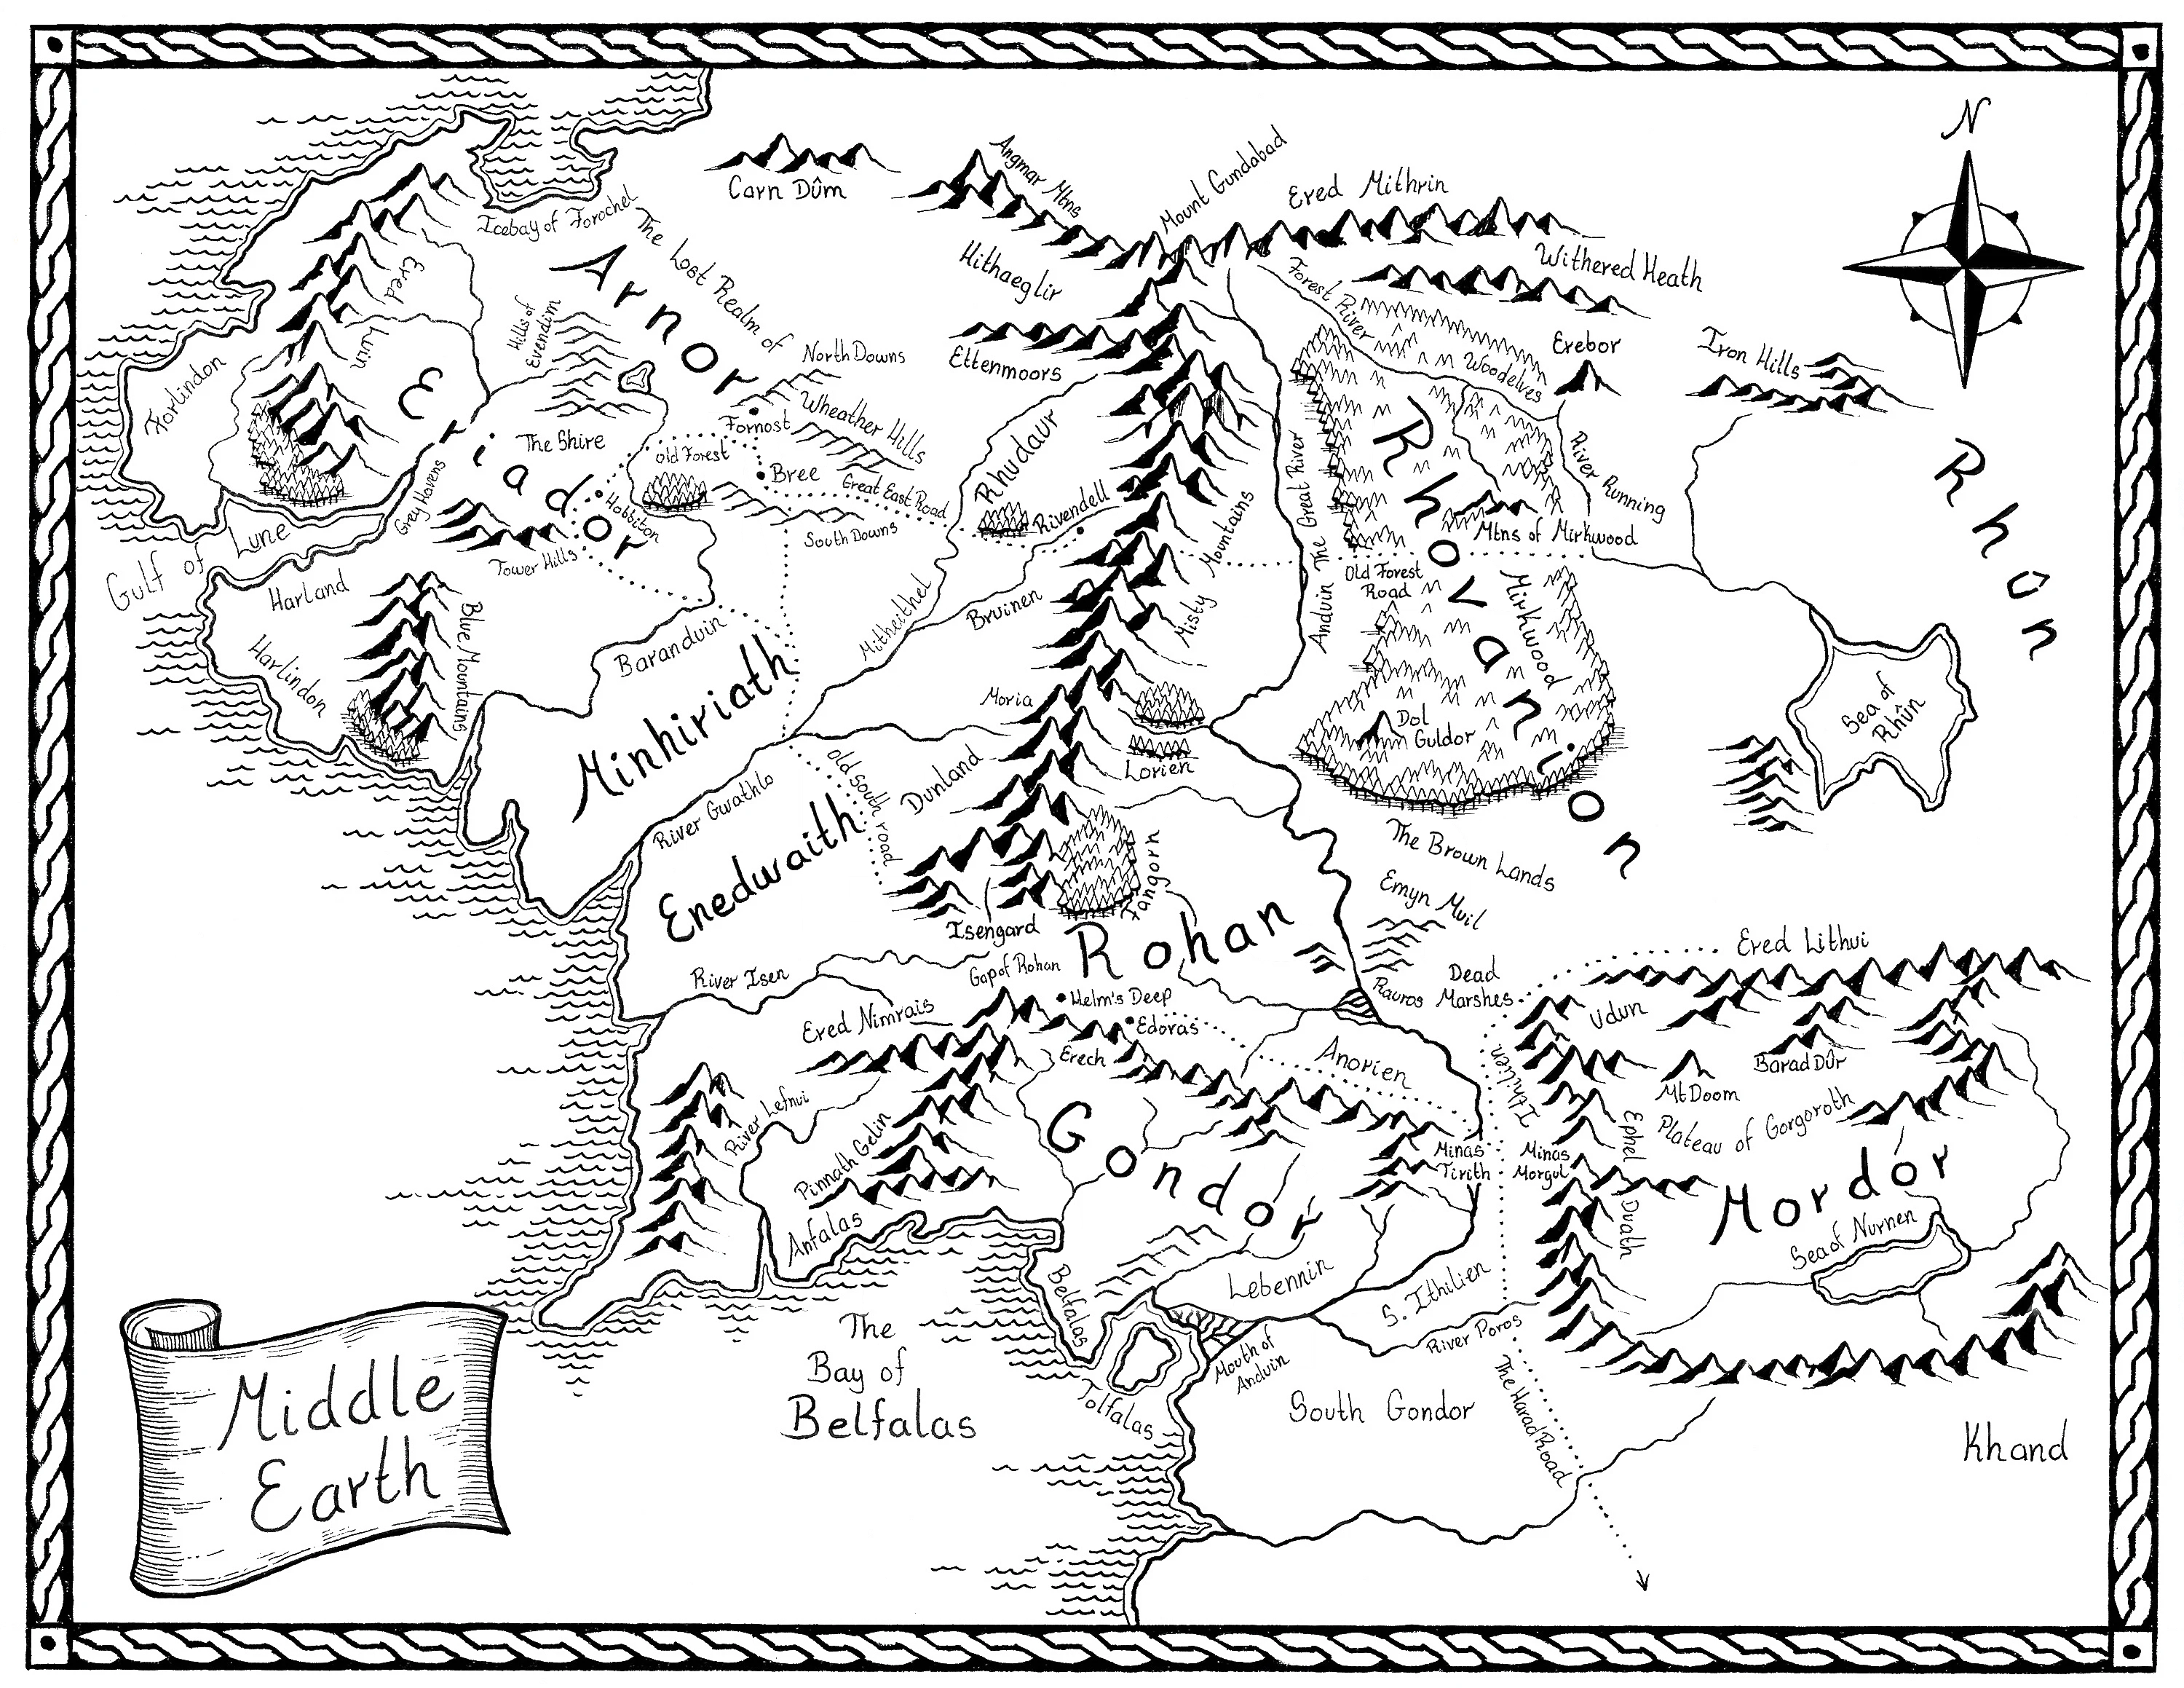 N
Carn Dûm
Angmar Mtns
Mount Gundabad
Ered Mithrin
Withered Heath
Icebay of Forochel
The Lost Realm of
Arnor
Hithaeglir
Forest River
Ered
Luin
Hills of
Evendim
North Downs
Ettenmoors
Woodelves
Erebor
Iron Hills
Forlindon
Eriador
The Shire
Fornost
Wheather Hills
Old Forest
Bree
Great East Road
Rhudaur
Rivendell
Rhovanion
River Running
Rhon
Grey Havens
Hobbiton
South Downs
Tower Hills
Gulf of Lune
Harland
Harlindon
Blue Mountains
Baranduin
Mitheithel
Bruinen
Misty Mountains
Anduin The Great River
Mtns of Mirkwood
Old Forest
Road
Mirkwood
Sea of
Rhûn
Minhiriath
Moria
Dol
Guldor
Lorien
Old South road
Dunland
River Gwathlo
Enedwaith
Fangorn
The Brown Lands
Emyn Muil
Isengard
Rohan
Gap of Rohan
River Isen
Helm's Deep
Edoras
Rauros
Dead
Marshes
Ered Lithui
Udun
Ered Nimrais
Erech
Anorien
Ithilien
Barad Dûr
Mt Doom
Plateau of Gorgoroth
River Lefnui
Pinnath Gelin
Gondor
Minas
Tirith
Minas
Morgul
Ephel
Duath
Mordor
Sea of Nurnen
Anfalas
Belfalas
Lebennin
S. Ithilien
River Poros
Mouth of
Anduin
Tolfalas
The
Bay of
Belfalas
South Gondor
The Harad Road
Khand
Middle
Earth